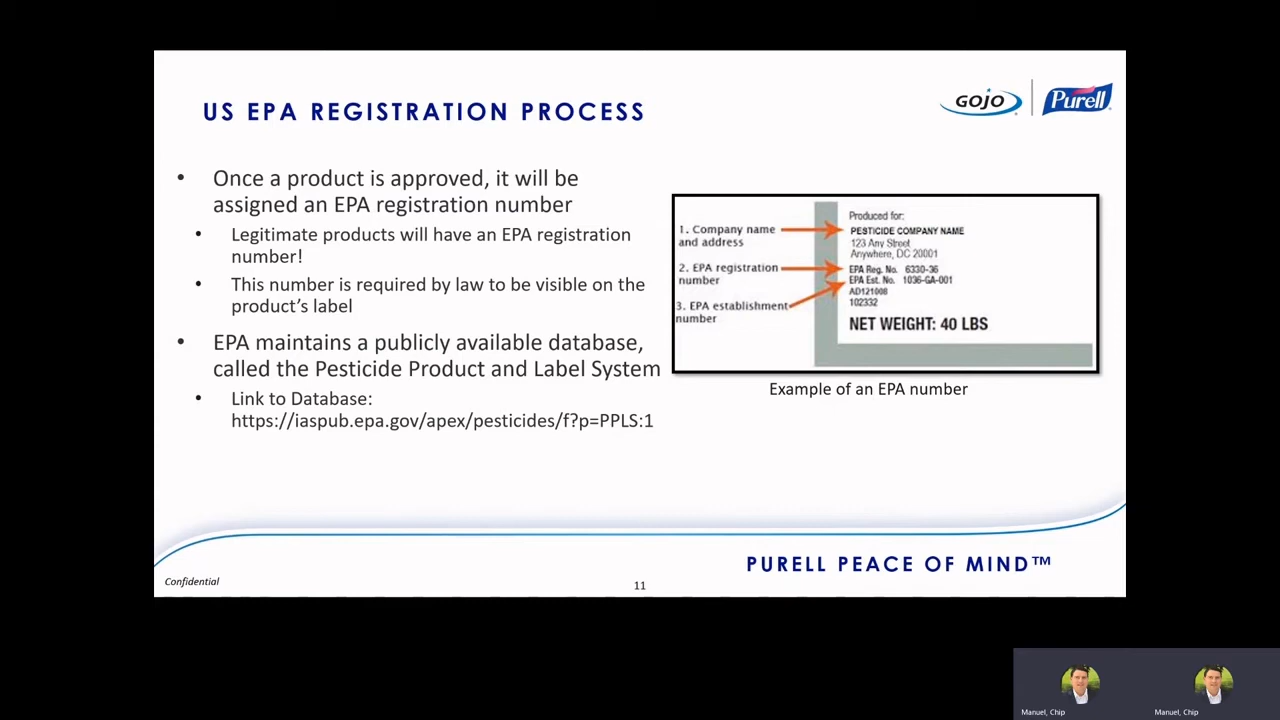 US EPA REGISTRATION PROCESS
GOJO
Purell
• Once a product is approved, it will be
assigned an EPA registration number
• Legitimate products will have an EPA registration
number!
• This number is required by law to be visible on the
product's label
• EPA maintains a publicly available database,
called the Pesticide Product and Label System
• Link to Database:
https://iaspub.epa.gov/apex/pesticides/f?p=PPLS:1
1. Company name
and address
2. EPA registration
number
3. EPA establishment
number
Produced for:
PESTICIDE COMPANY NAME
123 Any Street
Anywhere, DC 20001
EPA Reg. No. 6330-36
EPA Est. No. 1036-GA-001
AD121008
102332
NET WEIGHT: 40 LBS
Example of an EPA number
PURELL PEACE OF MIND™
Confidential
11
Manuel, Chip
Manuel, Chip